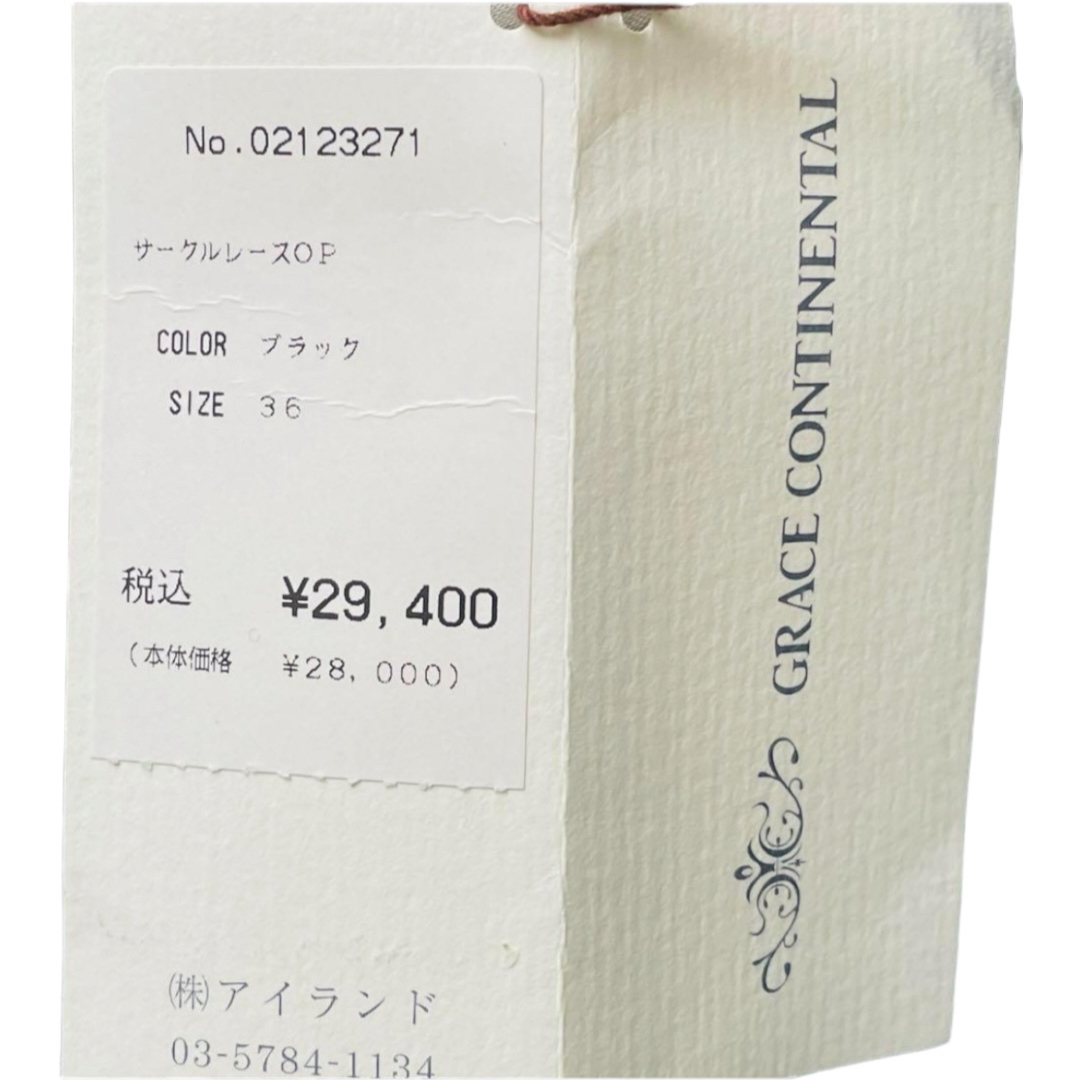 No.02123271
サークルレースOP
COLOR ブラック
SIZE 36
税込 ¥29,400
(本体価格 ¥28,000)
㈱アイランド
03-5784-1134
GRACE CONTINENTAL